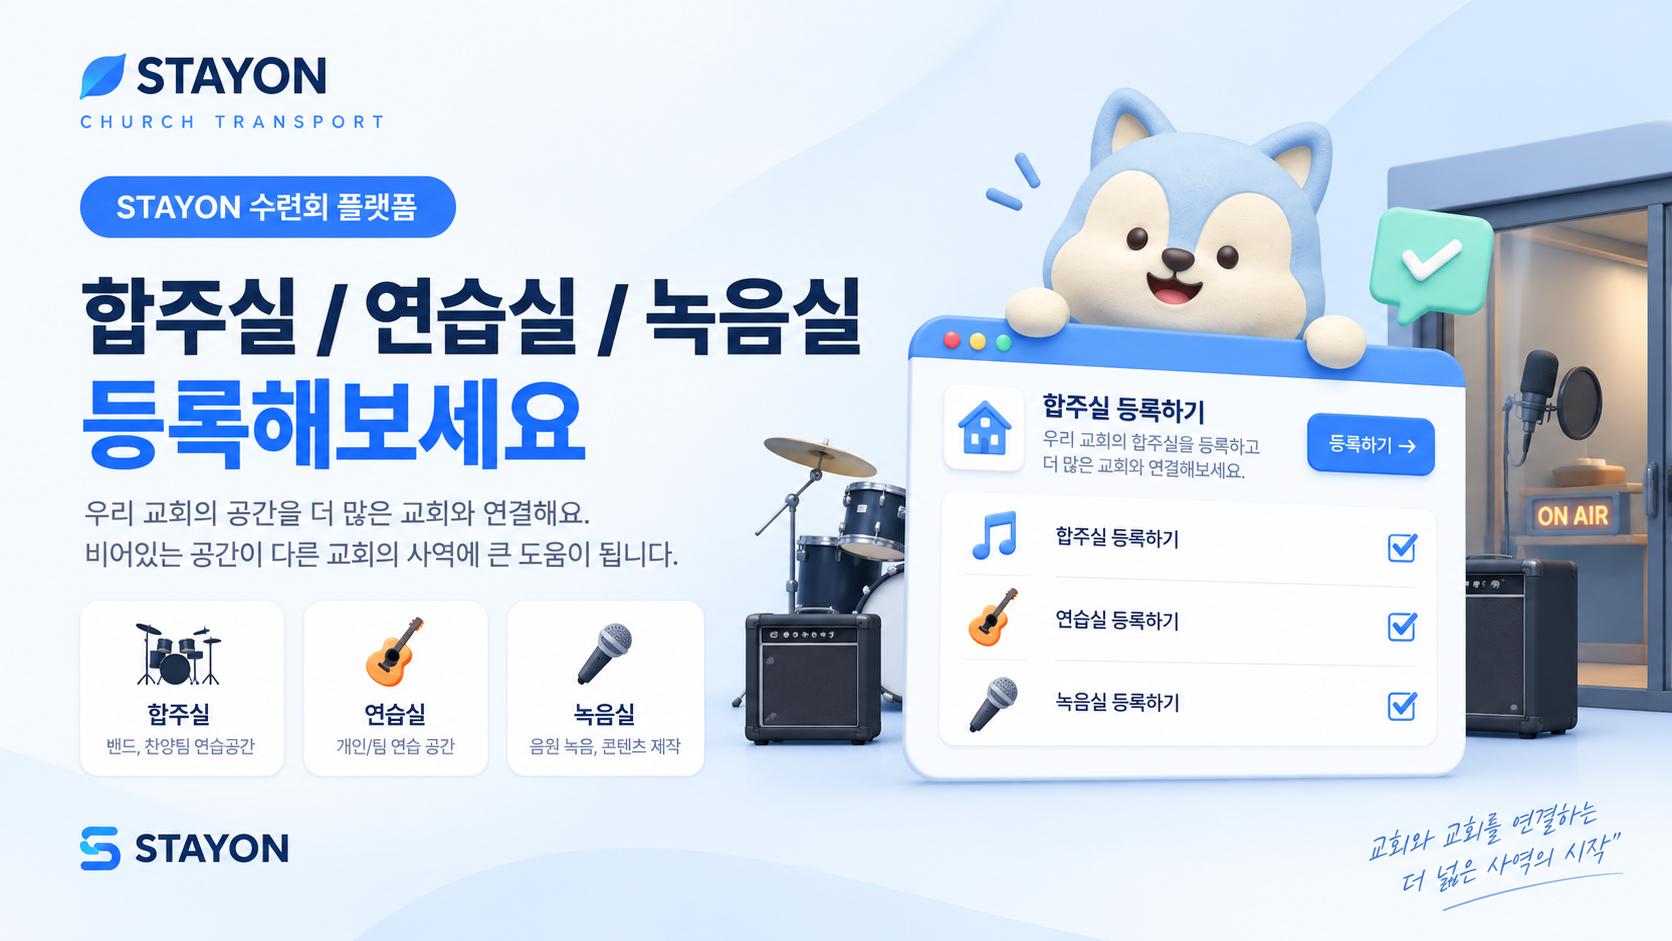 STAYON
CHURCH TRANSPORT
STAYON 수련회 플랫폼
합주실 / 연습실 / 녹음실
등록해보세요
우리 교회의 공간을 더 많은 교회와 연결해요.
비어있는 공간이 다른 교회의 사역에 큰 도움이 됩니다.
합주실
밴드, 찬양팀 연습공간
연습실
개인/팀 연습 공간
녹음실
음원 녹음, 콘텐츠 제작
STAYON
합주실 등록하기
우리 교회의 합주실을 등록하고
더 많은 교회와 연결해보세요.
등록하기 →
합주실 등록하기
연습실 등록하기
녹음실 등록하기
ON AIR
교회와 교회를 연결하는
더 넓은 사역의 시작"